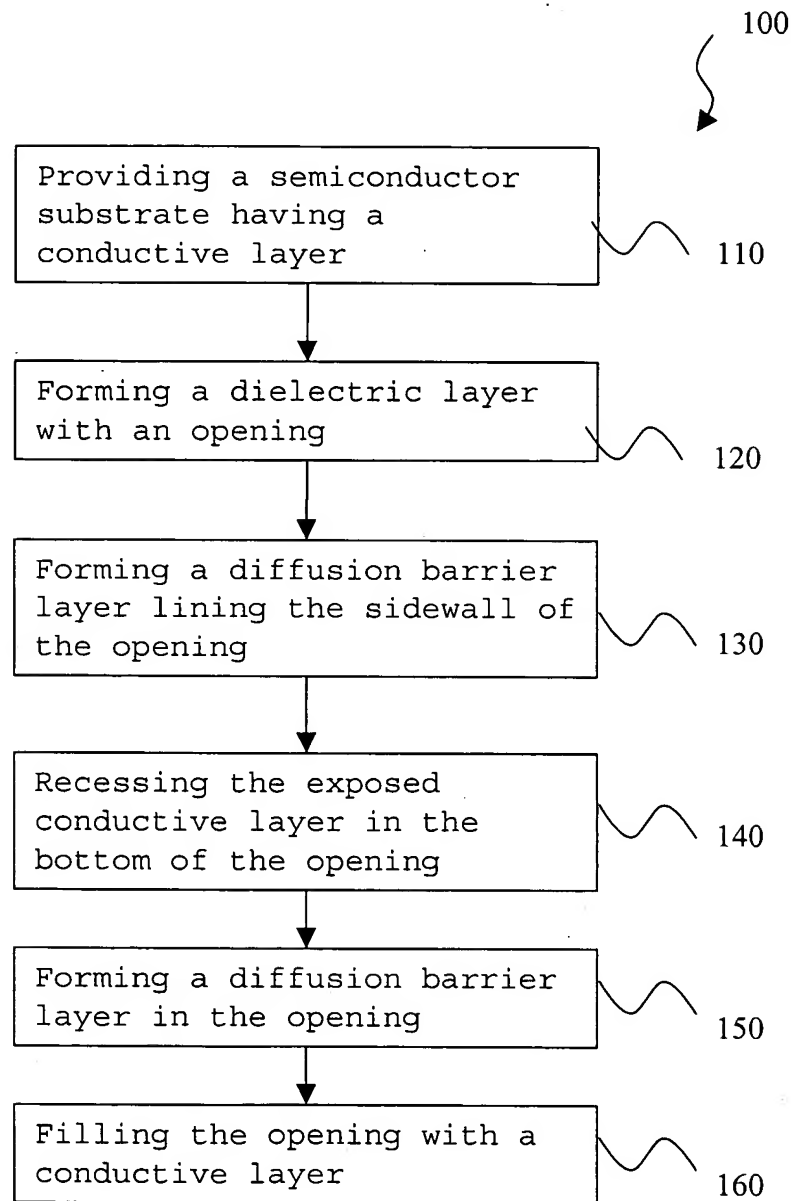 100
Providing a semiconductor
substrate having a
conductive layer
110
Forming a dielectric layer
with an opening
120
Forming a diffusion barrier
layer lining the sidewall of
the opening
130
Recessing the exposed
conductive layer in the
bottom of the opening
140
Forming a diffusion barrier
layer in the opening
150
Filling the opening with a
conductive layer
160